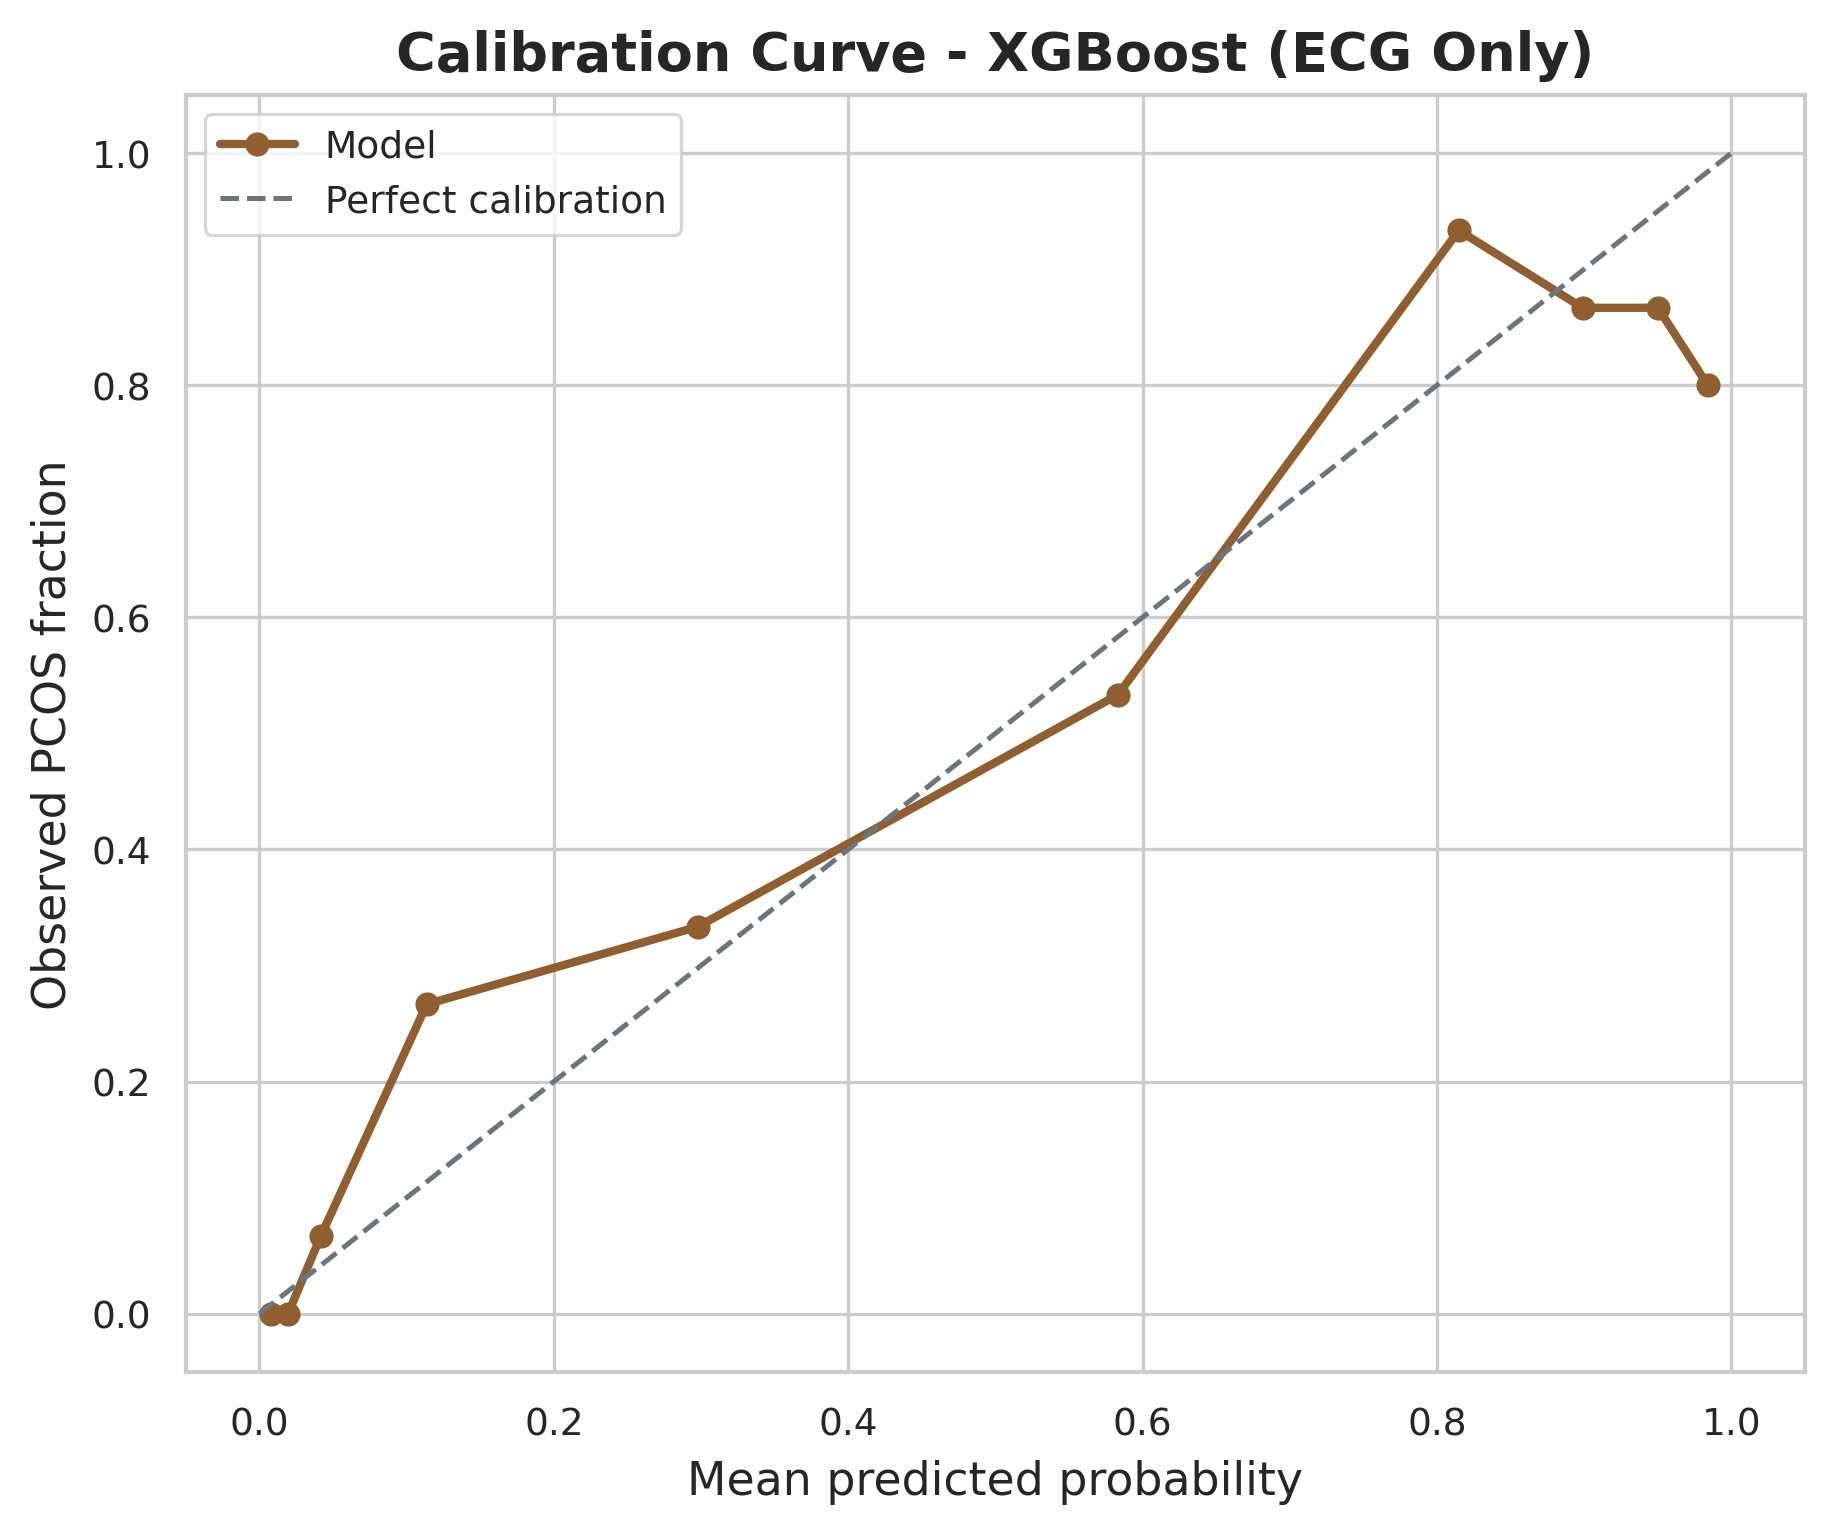 Calibration Curve - XGBoost (ECG Only)
Model
Perfect calibration
Observed PCOS fraction
1.0
0.8
0.6
0.4
0.2
0.0
0.0 0.2 0.4 0.6 0.8 1.0
Mean predicted probability